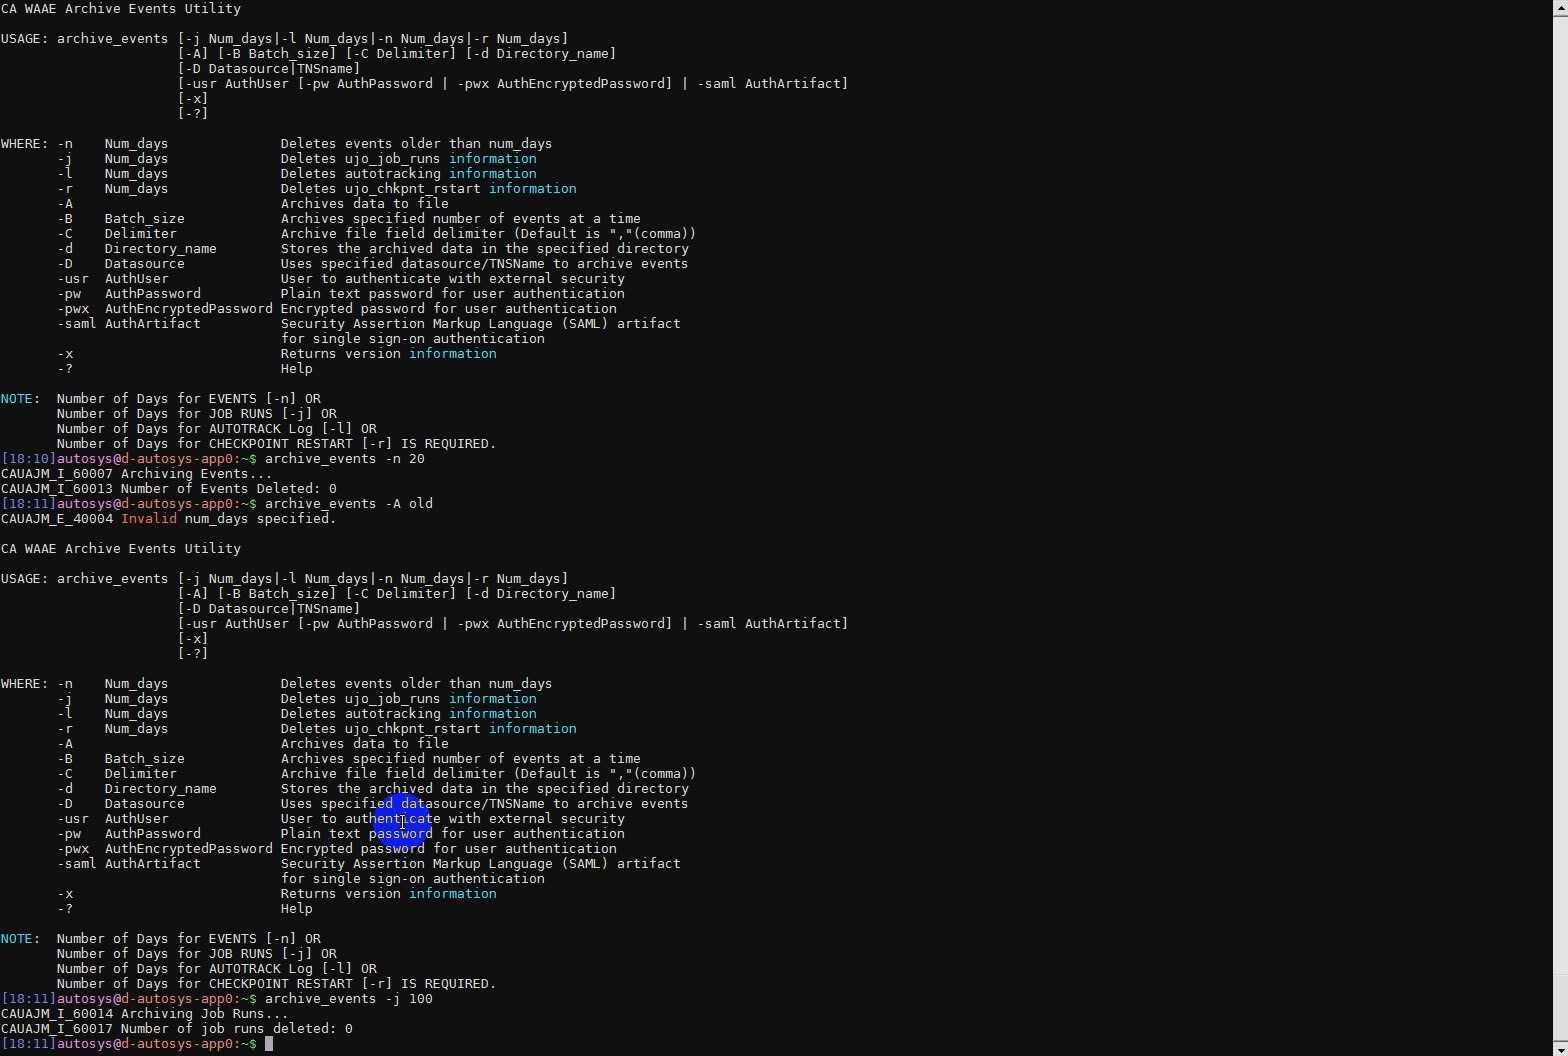 CA WAAE Archive Events Utility
USAGE: archive_events [-j Num_days|-l Num_days|-n Num_days|-r Num_days]
[-A] [-B Batch_size] [-C Delimiter] [-d Directory_name]
[-D Datasource|TNSname]
[-usr AuthUser [-pw AuthPassword | -pwx AuthEncryptedPassword] | -saml AuthArtifact]
[-x]
[-?]
WHERE: -n Num_days Deletes events older than num_days
-j Num_days Deletes ujo_job_runs information
-l Num_days Deletes autotracking information
-r Num_days Deletes ujo_chkpnt_rstart information
-A Archives data to file
-B Batch_size Archives specified number of events at a time
-C Delimiter Archive file field delimiter (Default is ","(comma))
-d Directory_name Stores the archived data in the specified directory
-D Datasource Uses specified datasource/TNSName to archive events
-usr AuthUser User to authenticate with external security
-pw AuthPassword Plain text password for user authentication
-pwx AuthEncryptedPassword Encrypted password for user authentication
-saml AuthArtifact Security Assertion Markup Language (SAML) artifact
for single sign-on authentication
-x Returns version information
-? Help
NOTE: Number of Days for EVENTS [-n] OR
Number of Days for JOB RUNS [-j] OR
Number of Days for AUTOTRACK Log [-l] OR
Number of Days for CHECKPOINT RESTART [-r] IS REQUIRED.
[18:10]autosys@d-autosys-app0:~$ archive_events -n 20
CAUAJM_I_60007 Archiving Events...
CAUAJM_I_60013 Number of Events Deleted: 0
[18:11]autosys@d-autosys-app0:~$ archive_events -A old
CAUAJM_E_40004 Invalid num_days specified.
CA WAAE Archive Events Utility
USAGE: archive_events [-j Num_days|-l Num_days|-n Num_days|-r Num_days]
[-A] [-B Batch_size] [-C Delimiter] [-d Directory_name]
[-D Datasource|TNSname]
[-usr AuthUser [-pw AuthPassword | -pwx AuthEncryptedPassword] | -saml AuthArtifact]
[-x]
[-?]
WHERE: -n Num_days Deletes events older than num_days
-j Num_days Deletes ujo_job_runs information
-l Num_days Deletes autotracking information
-r Num_days Deletes ujo_chkpnt_rstart information
-A Archives data to file
-B Batch_size Archives specified number of events at a time
-C Delimiter Archive file field delimiter (Default is ","(comma))
-d Directory_name Stores the archived data in the specified directory
-D Datasource Uses specified datasource/TNSName to archive events
-usr AuthUser User to authenticate with external security
-pw AuthPassword Plain text password for user authentication
-pwx AuthEncryptedPassword Encrypted password for user authentication
-saml AuthArtifact Security Assertion Markup Language (SAML) artifact
for single sign-on authentication
-x Returns version information
-? Help
NOTE: Number of Days for EVENTS [-n] OR
Number of Days for JOB RUNS [-j] OR
Number of Days for AUTOTRACK Log [-l] OR
Number of Days for CHECKPOINT RESTART [-r] IS REQUIRED.
[18:11]autosys@d-autosys-app0:~$ archive_events -j 100
CAUAJM_I_60014 Archiving Job Runs...
CAUAJM_I_60017 Number of job runs deleted: 0
[18:11]autosys@d-autosys-app0:~$